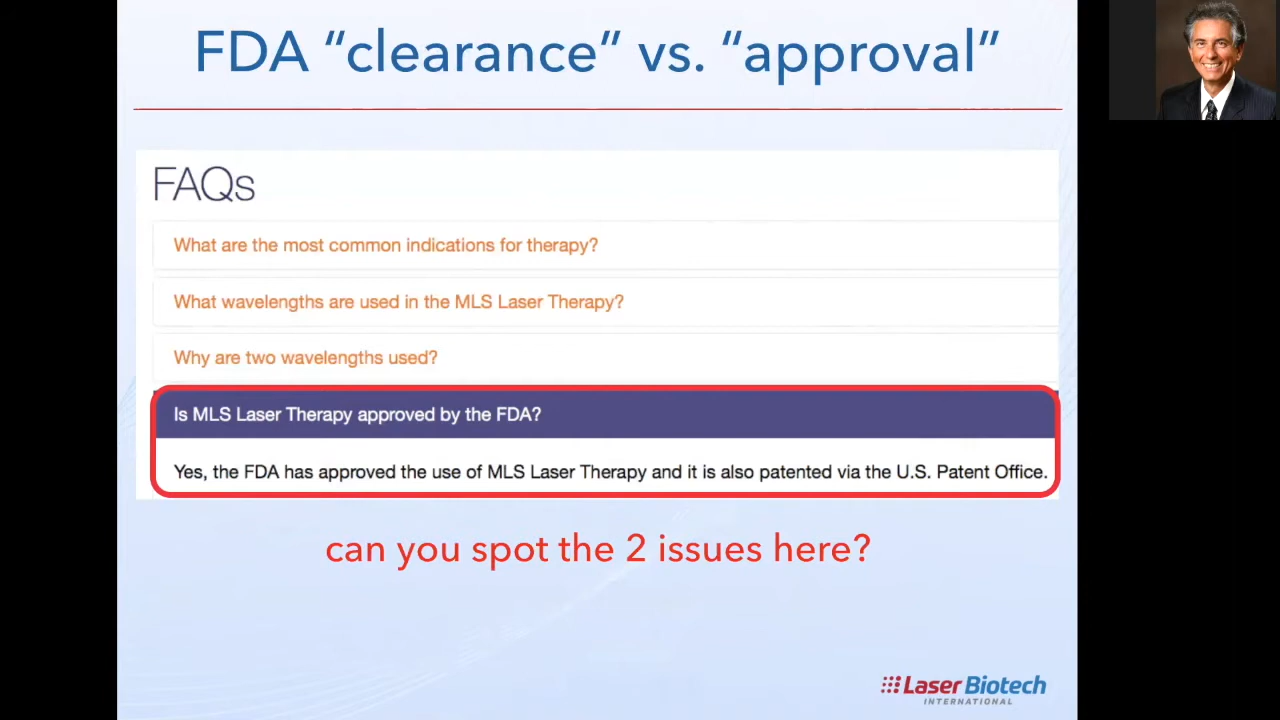 FDA “clearance” vs. “approval”
FAQs
What are the most common indications for therapy?
What wavelengths are used in the MLS Laser Therapy?
Why are two wavelengths used?
Is MLS Laser Therapy approved by the FDA?
Yes, the FDA has approved the use of MLS Laser Therapy and it is also patented via the U.S. Patent Office.
can you spot the 2 issues here?
Laser Biotech
INTERNATIONAL